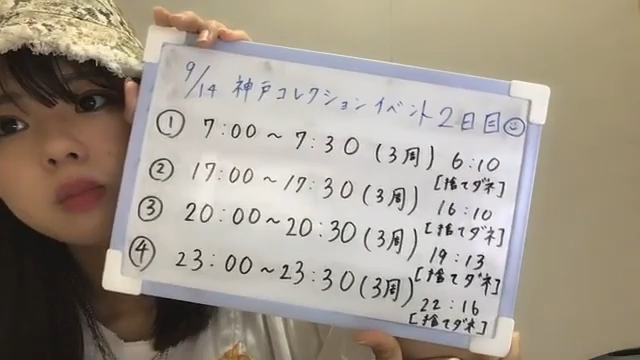 9/14 神戸コレクションイベント2日目
① 7:00～7:30(3周) 6:10
[捨てダネ]
② 17:00～17:30(3周) 16:10
[捨てダネ]
③ 20:00～20:30(3周) 19:13
[捨てダネ]
④ 23:00～23:30(3周) 22:16
[捨てダネ]